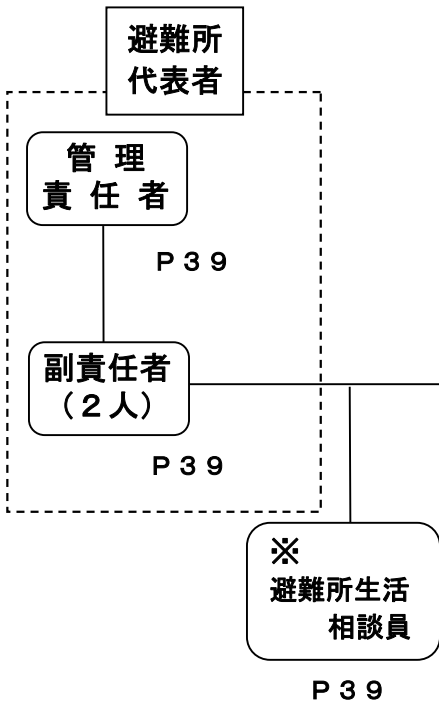 避難所
代表者
管 理
責 任 者
Ｐ３９
副責任者
（２人）
Ｐ３９
※
避難所生活
相談員
Ｐ３９